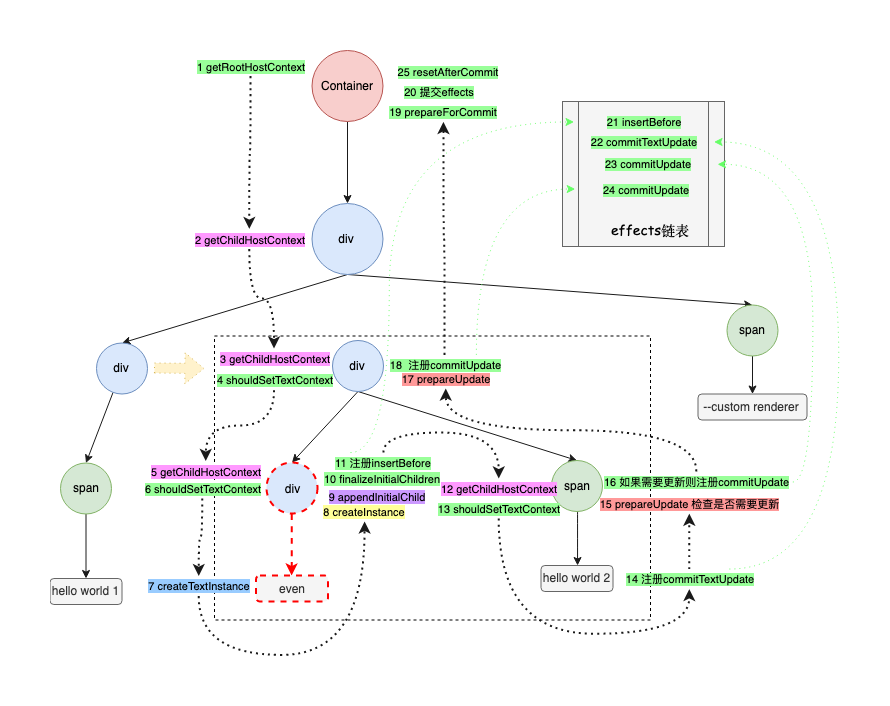 1 getRootHostContext
Container
25 resetAfterCommit
20 提交effects
19 prepareForCommit
21 insertBefore
22 commitTextUpdate
23 commitUpdate
24 commitUpdate
effects链表
2 getChildHostContext
div
span
--custom renderer
div
3 getChildHostContext
4 shouldSetTextContext
div
18 注册commitUpdate
17 prepareUpdate
span
hello world 1
5 getChildHostContext
6 shouldSetTextContext
div
11 注册insertBefore
10 finalizeInitialChildren
9 appendInitialChild
8 createInstance
12 getChildHostContext
13 shouldSetTextContext
span
16 如果需要更新则注册commitUpdate
15 prepareUpdate 检查是否需要更新
7 createTextInstance
even
hello world 2
14 注册commitTextUpdate